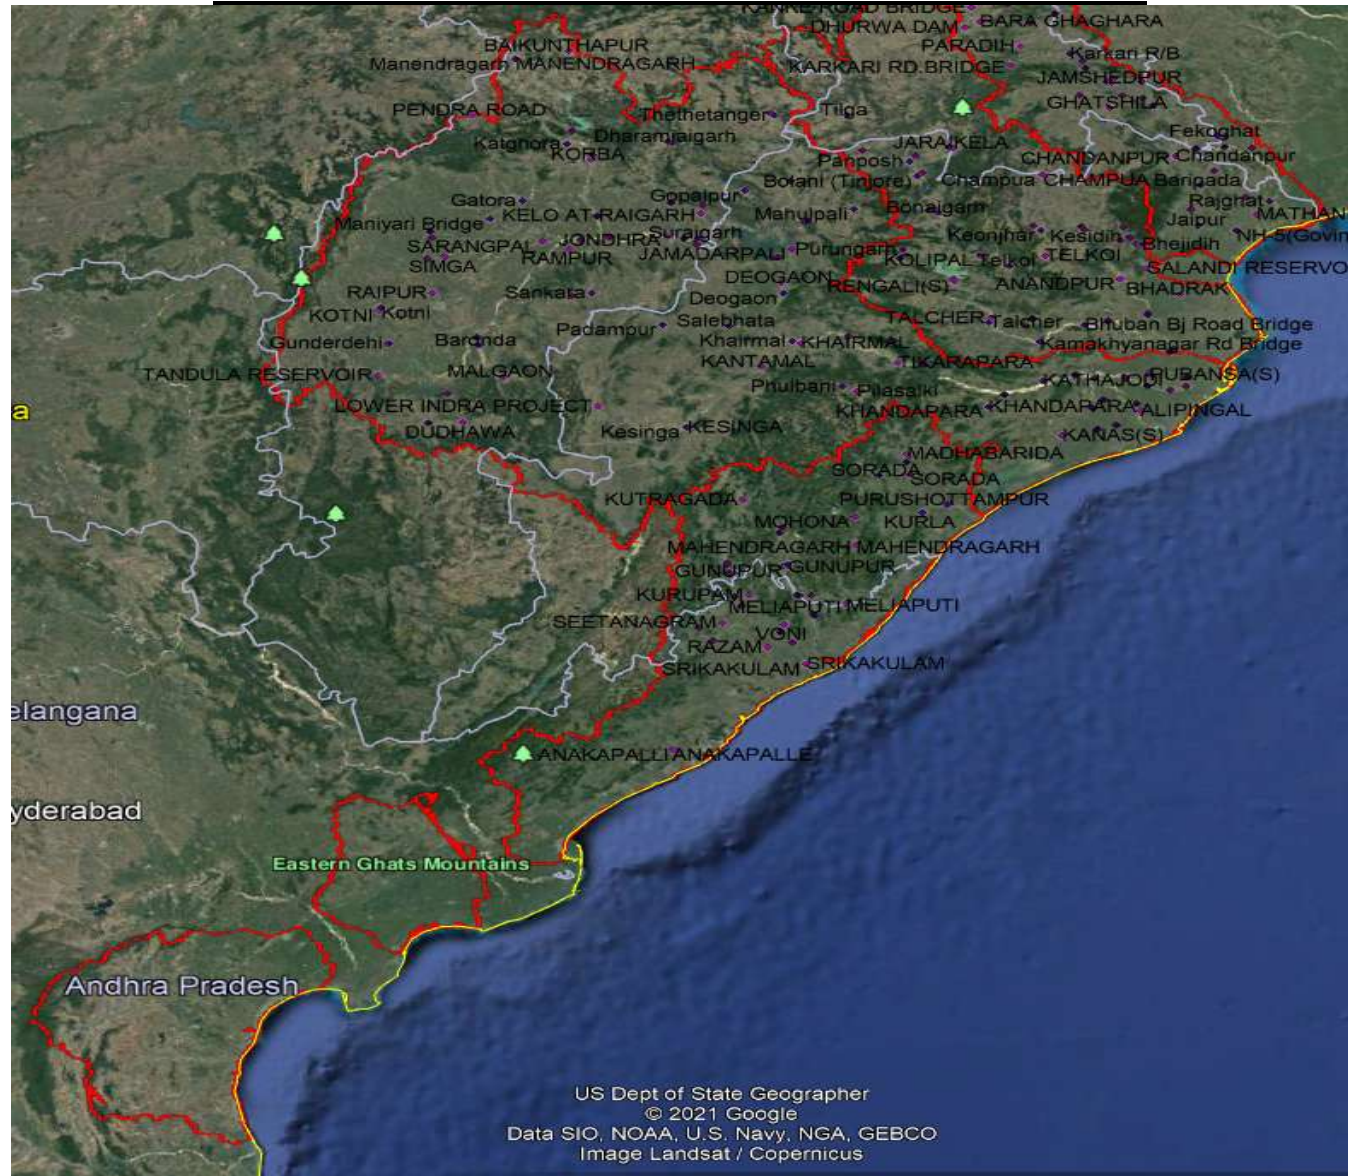 KANKE ROAD BRIDGE
DHURWA DAM
BARA GHAGHARA
BAIKUNTHAPUR
PARADIH
Manendragarh MANENDRAGARH
KARKARI RD.BRIDGE
Karkari R/B
JAMSHEDPUR
PENDRA ROAD
Thethetanger
Tilga
GHATSHILA
Katghora
Dharamjaigarh
KORBA
JARAIKELA
Fekoghat
Panposh
CHANDANPUR
Chandanpur
Bolani (Tinjore)
Champua
CHAMPUA
Baripada
Gatora
Gopalpur
Maniyari Bridge
KELO AT RAIGARH
Mahulpali
Bonaigarh
Rajghat
Jaipur
MATHAN
SARANGPAL
JONDHRA
Suraigarh
Keonjhar
Kesidih
NH-5(Govin
SIMGA
RAMPUR
JAMADARPALI
Purungarh
KOLIPAL
Telkoi
TELKOI
Bhejidih
DEOGAON
SALANDI RESERVO
RAIPUR
Sankata
Deogaon
RENGALI(S)
ANANDPUR
BHADRAK
KOTNI
Kotni
Padampur
Salebhata
TALCHER
Talcher
Bhuban Bj Road Bridge
Gunderdehi
Baronda
Khairmal
KHAIRMAL
Kamakhyanagar Rd Bridge
TANDULA RESERVOIR
MALGAON
KANTAMAL
TIKARAPARA
KATHAJODI
PUBANSA(S)
Phulbani
Pilasalki
LOWER INDRA PROJECT
KHANDAPARA
KHANDAPARA
ALIPINGAL
DUDHAWA
Kesinga
KESINGA
KANAS(S)
MADHABARIDA
SORADA
SORADA
KUTRAGADA
PURUSHOTTAMPUR
MOHONA
KURLA
MAHENDRAGARH
MAHENDRAGARH
GUNUPUR
GUNUPUR
KURUPAM
MELIAPUTI
MELIAPUTI
SEETANAGRAM
VONI
RAZAM
SRIKAKULAM
SRIKAKULAM
a
elangana
ANAKAPALLI
ANAKAPALLE
yderabad
Eastern Ghats Mountains
Andhra Pradesh
US Dept of State Geographer
© 2021 Google
Data SIO, NOAA, U.S. Navy, NGA, GEBCO
Image Landsat / Copernicus